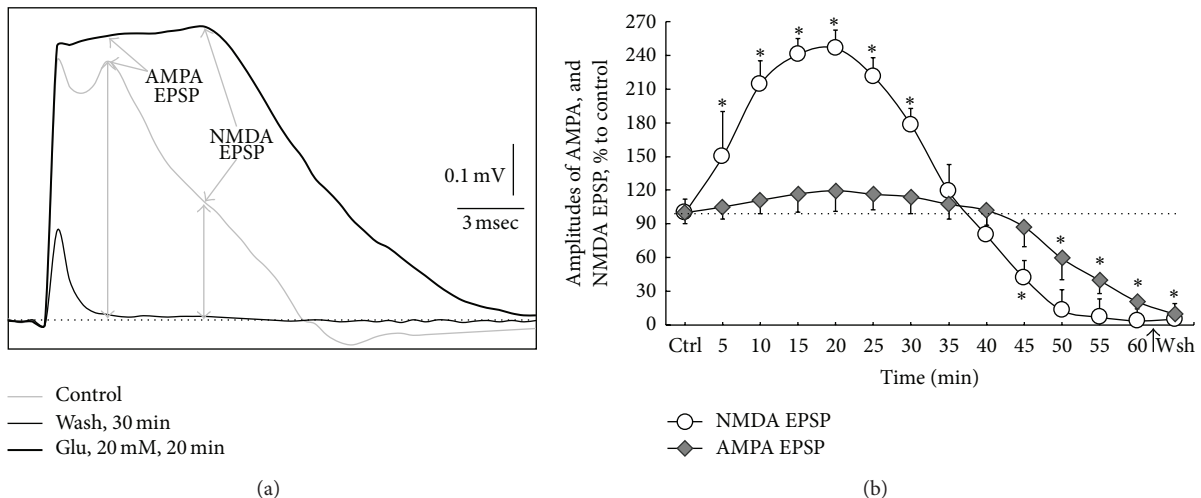 AMPA
EPSP
NMDA
EPSP
0.1 mV
3 msec
Control
Wash, 30 min
Glu, 20 mM, 20 min
(a)
Amplitudes of AMPA, and
NMDA EPSP, % to control
270
240
210
180
150
120
90
60
30
0
* * * * * * * * * * * *
Ctrl 5 10 15 20 25 30 35 40 45 50 55 60 ↑Wsh
Time (min)
NMDA EPSP
AMPA EPSP
(b)